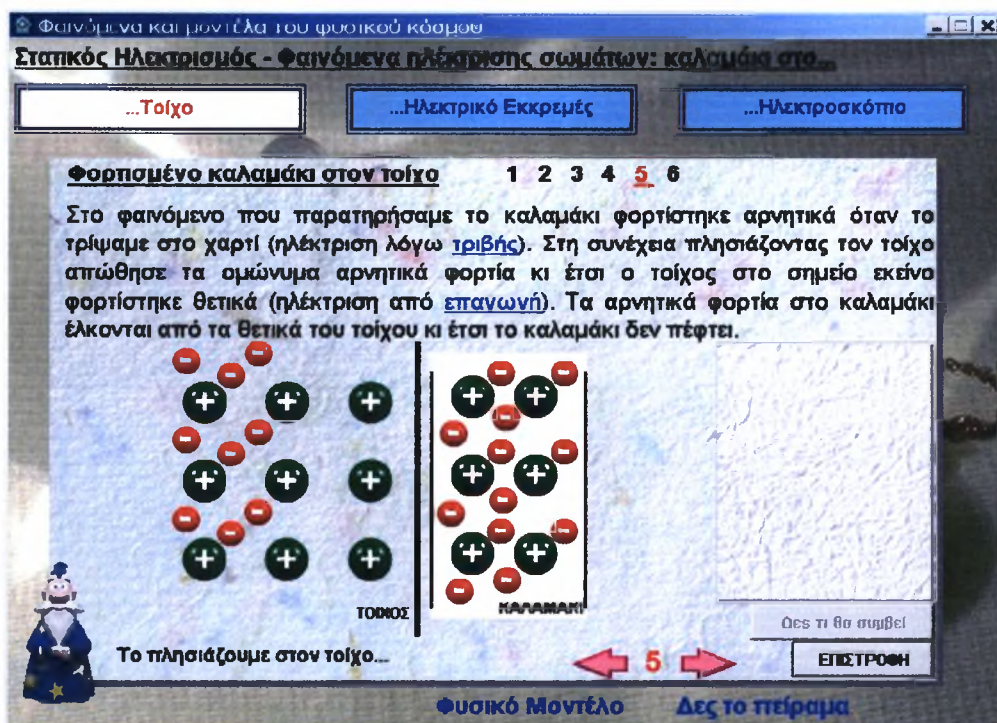 Φαινόμενα και μοντέλα του φυσικού κόσμου
Στατικός Ηλεκτρισμός - Φαινόμενα ηλέκτρισης σωμάτων: καλαμάκι στο...
...Τοίχο
...Ηλεκτρικό Εκκρεμές
...Ηλεκτροσκόπιο
Φορτισμένο καλαμάκι στον τοίχο 1 2 3 4 5 6
Στο φαινόμενο που παρατηρήσαμε το καλαμάκι φορτίστηκε αρνητικά όταν το
τρίψαμε στο χαρτί (ηλέκτριση λόγω τριβής). Στη συνέχεια πλησιάζοντας τον τοίχο
απώθησε τα ομώνυμα αρνητικά φορτία κι έτσι ο τοίχος στο σημείο εκείνο
φορτίστηκε θετικά (ηλέκτριση από επαγωγή). Τα αρνητικά φορτία στο καλαμάκι
έλκονται από τα θετικά του τοίχου κι έτσι το καλαμάκι δεν πέφτει.
ΤΟΙΧΟΣ
ΚΑΛΑΜΑΚΙ
Δες τι θα συμβεί
Το πλησιάζουμε στον τοίχο...
5
ΕΠΙΣΤΡΟΦΗ
Φυσικό Μοντέλο
Δες το πείραμα